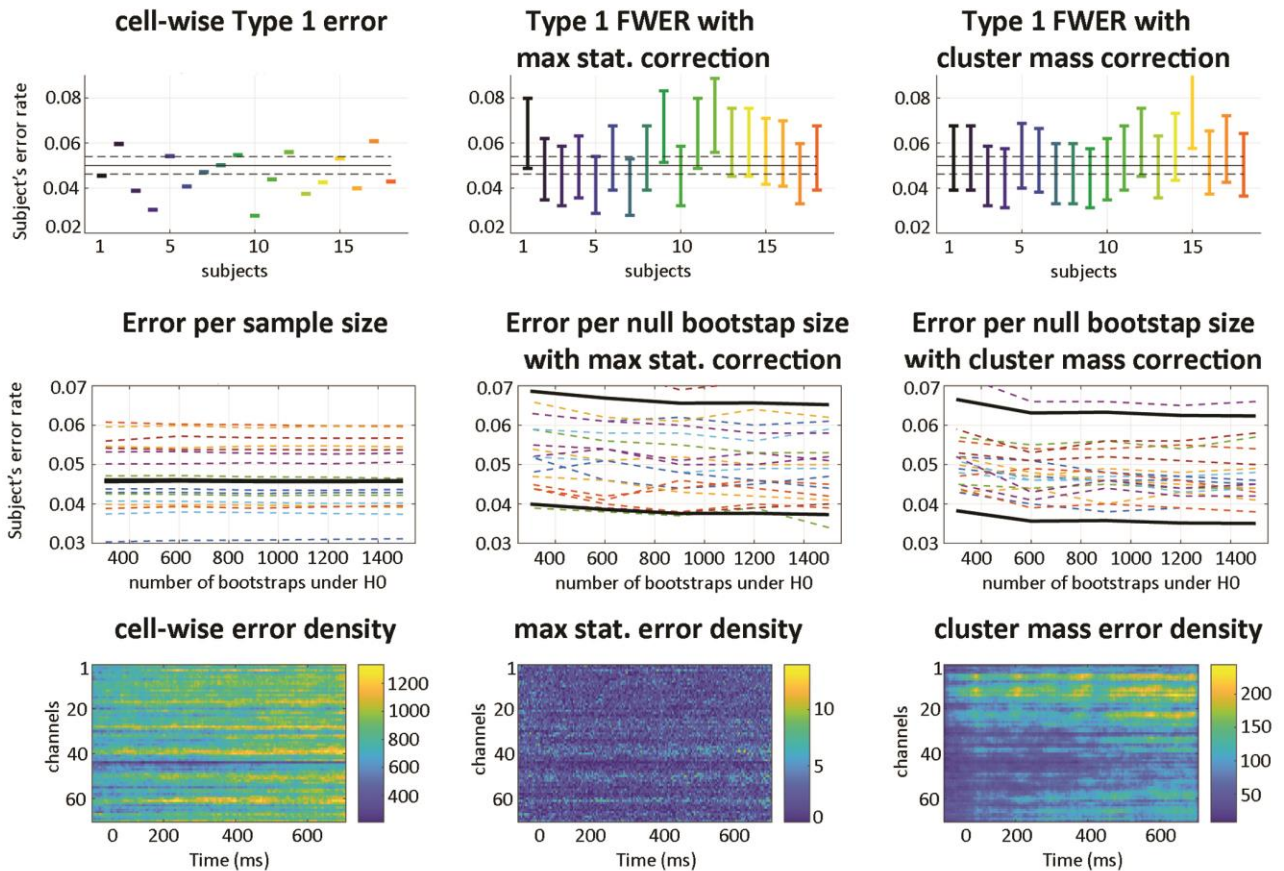 cell-wise Type 1 error
Type 1 FWER with
max stat. correction
Type 1 FWER with
cluster mass correction
Subject's error rate
0.08
0.06
0.04
0.02
1 5 10 15
subjects
0.08
0.06
0.04
0.02
1 5 10 15
subjects
0.08
0.06
0.04
0.02
1 5 10 15
subjects
Error per sample size
Error per null bootstap size
with max stat. correction
Error per null bootstap size
with cluster mass correction
Subject's error rate
0.07
0.06
0.05
0.04
0.03
400 600 800 1000 1200 1400
number of bootstraps under H0
0.07
0.06
0.05
0.04
0.03
400 600 800 1000 1200 1400
number of bootstraps under H0
0.07
0.06
0.05
0.04
0.03
400 600 800 1000 1200 1400
number of bootstraps under H0
cell-wise error density
max stat. error density
cluster mass error density
channels
1
20
40
60
0 200 400 600
Time (ms)
1200
1000
800
600
400
channels
1
20
40
60
0 200 400 600
Time (ms)
10
5
0
channels
1
20
40
60
0 200 400 600
Time (ms)
200
150
100
50